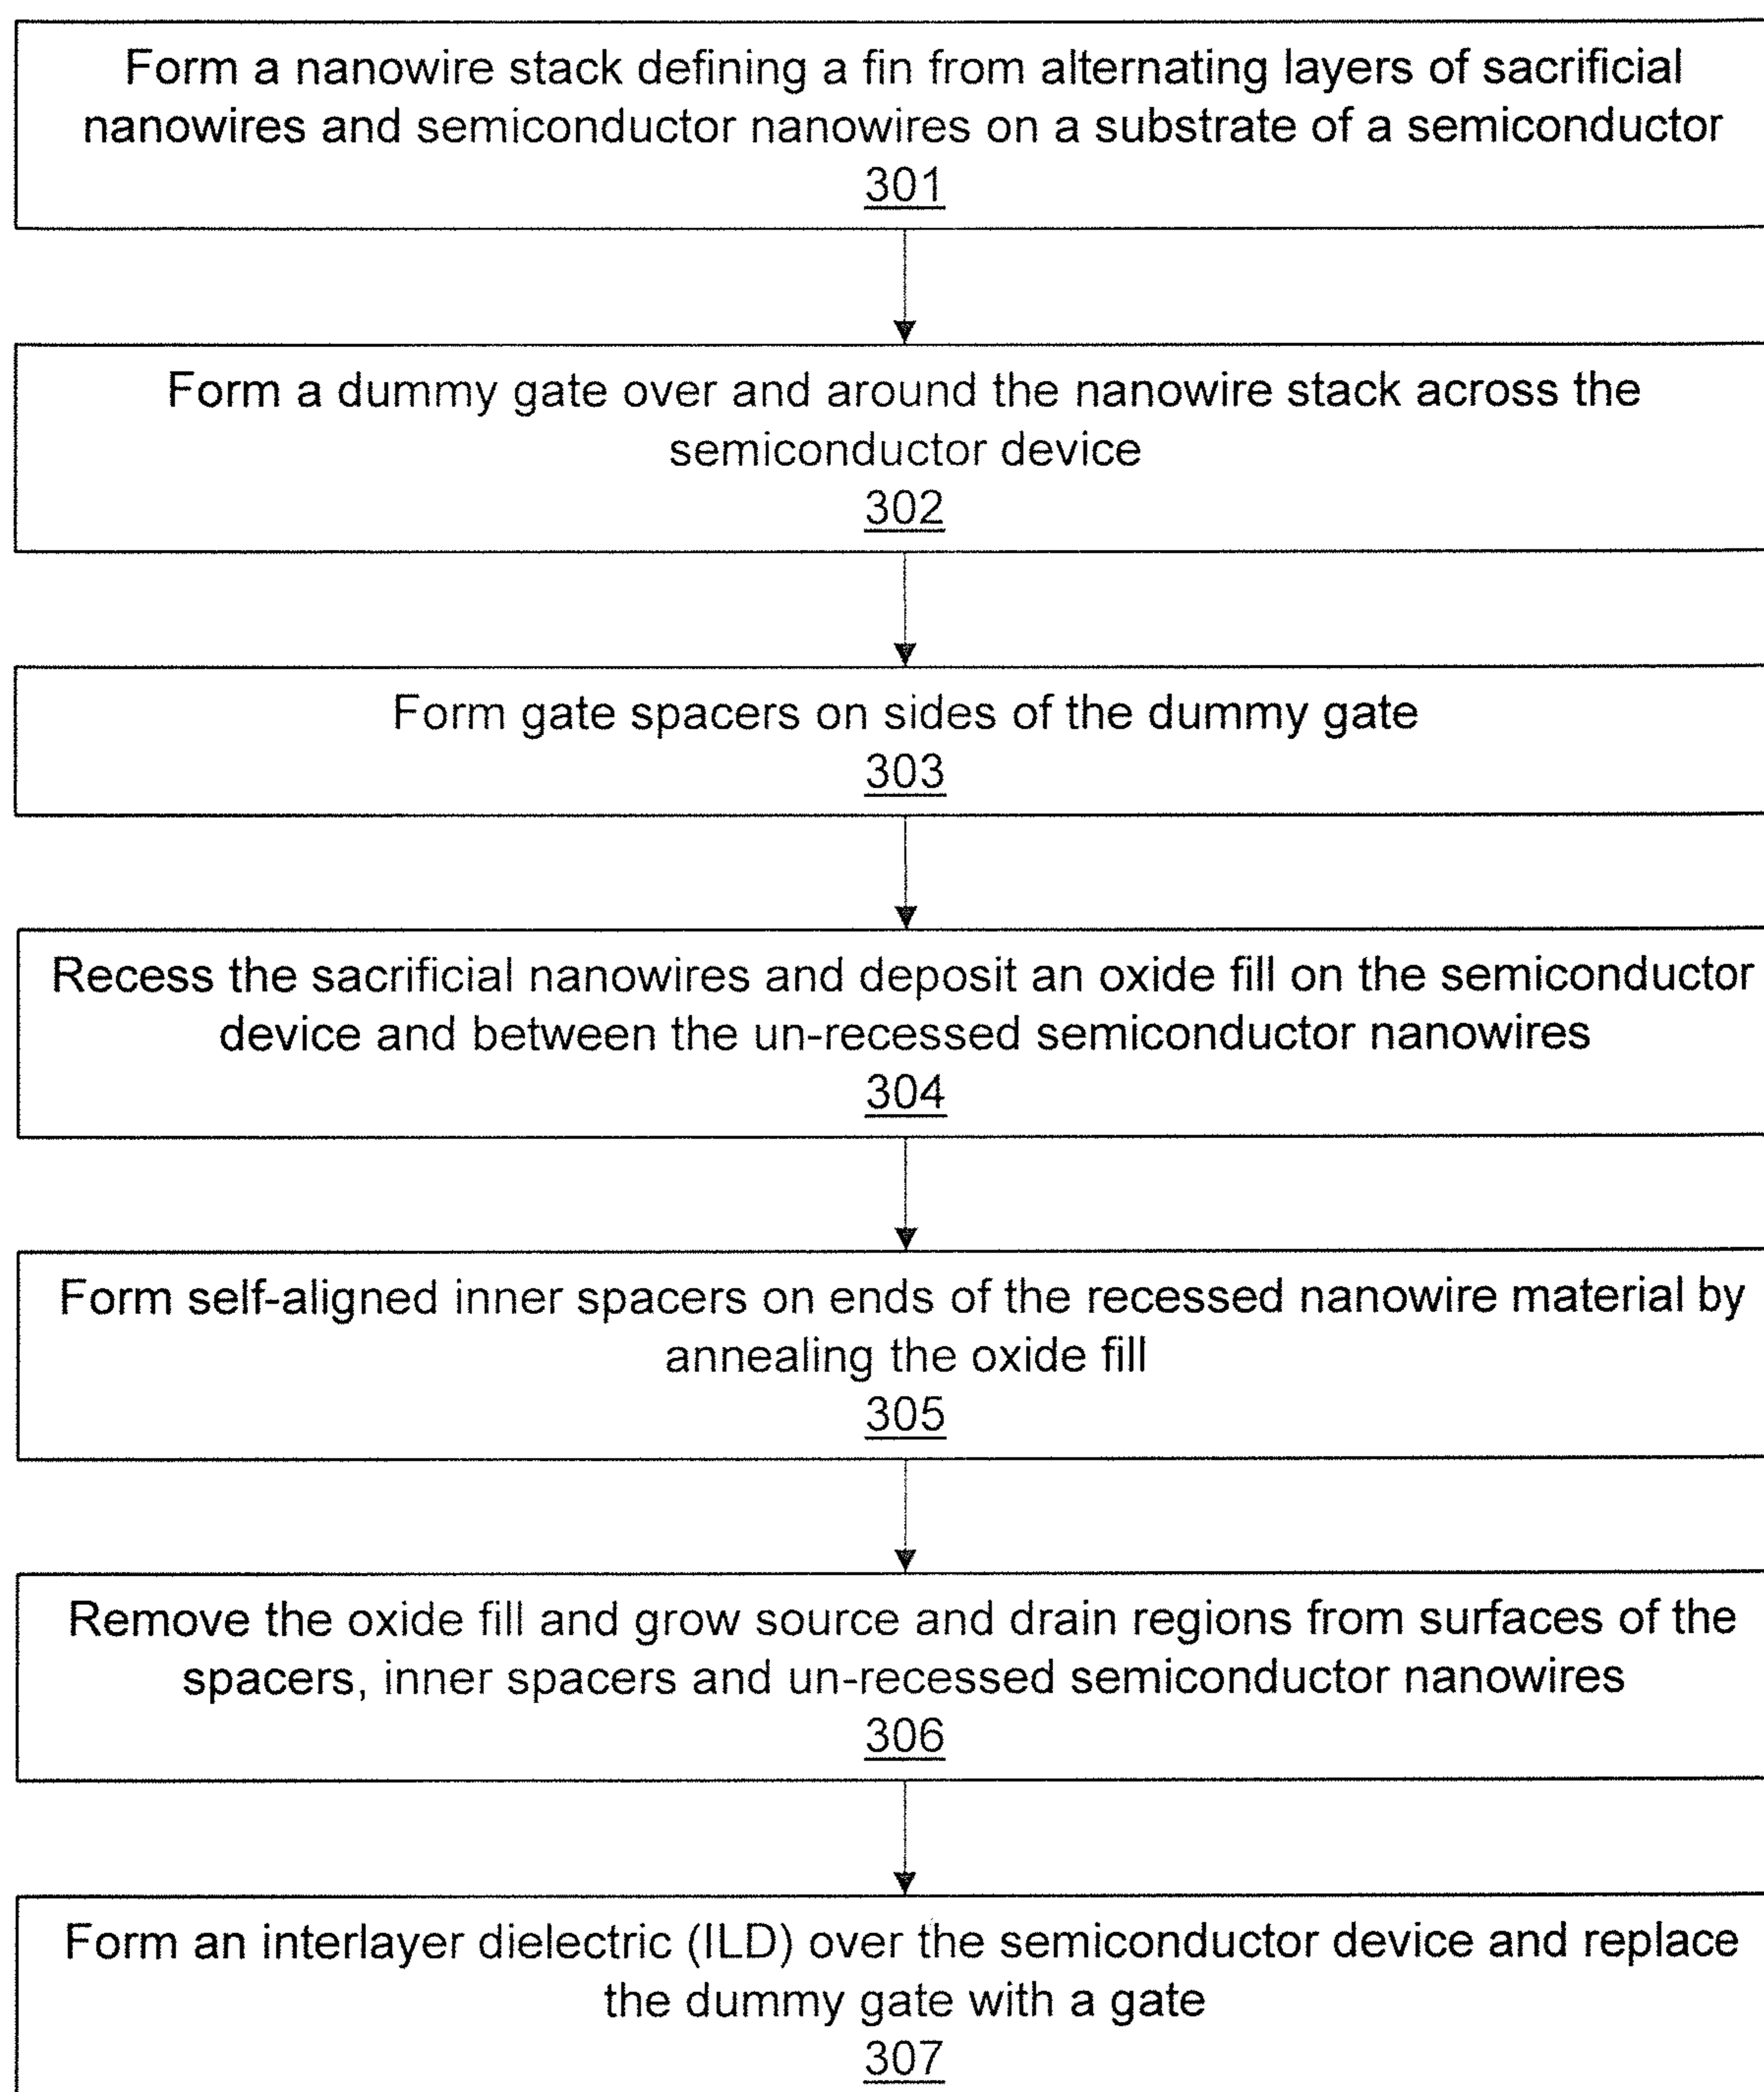 Form a nanowire stack defining a fin from alternating layers of sacrificial
nanowires and semiconductor nanowires on a substrate of a semiconductor
301
Form a dummy gate over and around the nanowire stack across the
semiconductor device
302
Form gate spacers on sides of the dummy gate
303
Recess the sacrificial nanowires and deposit an oxide fill on the semiconductor
device and between the un-recessed semiconductor nanowires
304
Form self-aligned inner spacers on ends of the recessed nanowire material by
annealing the oxide fill
305
Remove the oxide fill and grow source and drain regions from surfaces of the
spacers, inner spacers and un-recessed semiconductor nanowires
306
Form an interlayer dielectric (ILD) over the semiconductor device and replace
the dummy gate with a gate
307